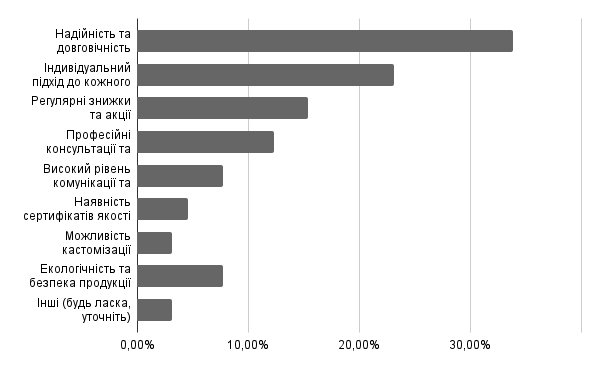 Надійність та
довговічність
Індивідуальний
підхід до кожного
Регулярні знижки
та акції
Професійні
консультації та
Високий рівень
комунікації та
Наявність
сертифікатів якості
Можливість
кастомізації
Екологічність та
безпека продукції
Інші (будь ласка,
уточніть)
0,00% 10,00% 20,00% 30,00%